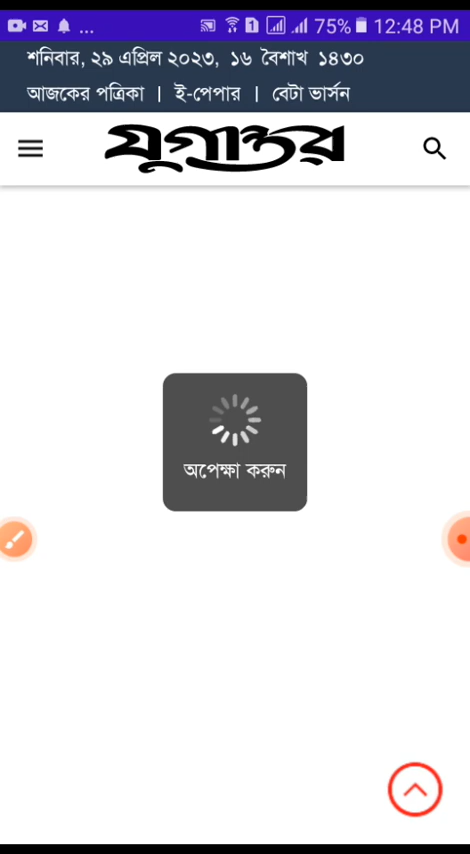 ... 75% 12:48 PM
শনিবার, ২৯ এপ্রিল ২০২৩, ১৬ বৈশাখ ১৪৩০
আজকের পত্রিকা | ই-পেপার | বেটা ভার্সন
যুগান্তর
অপেক্ষা করুন